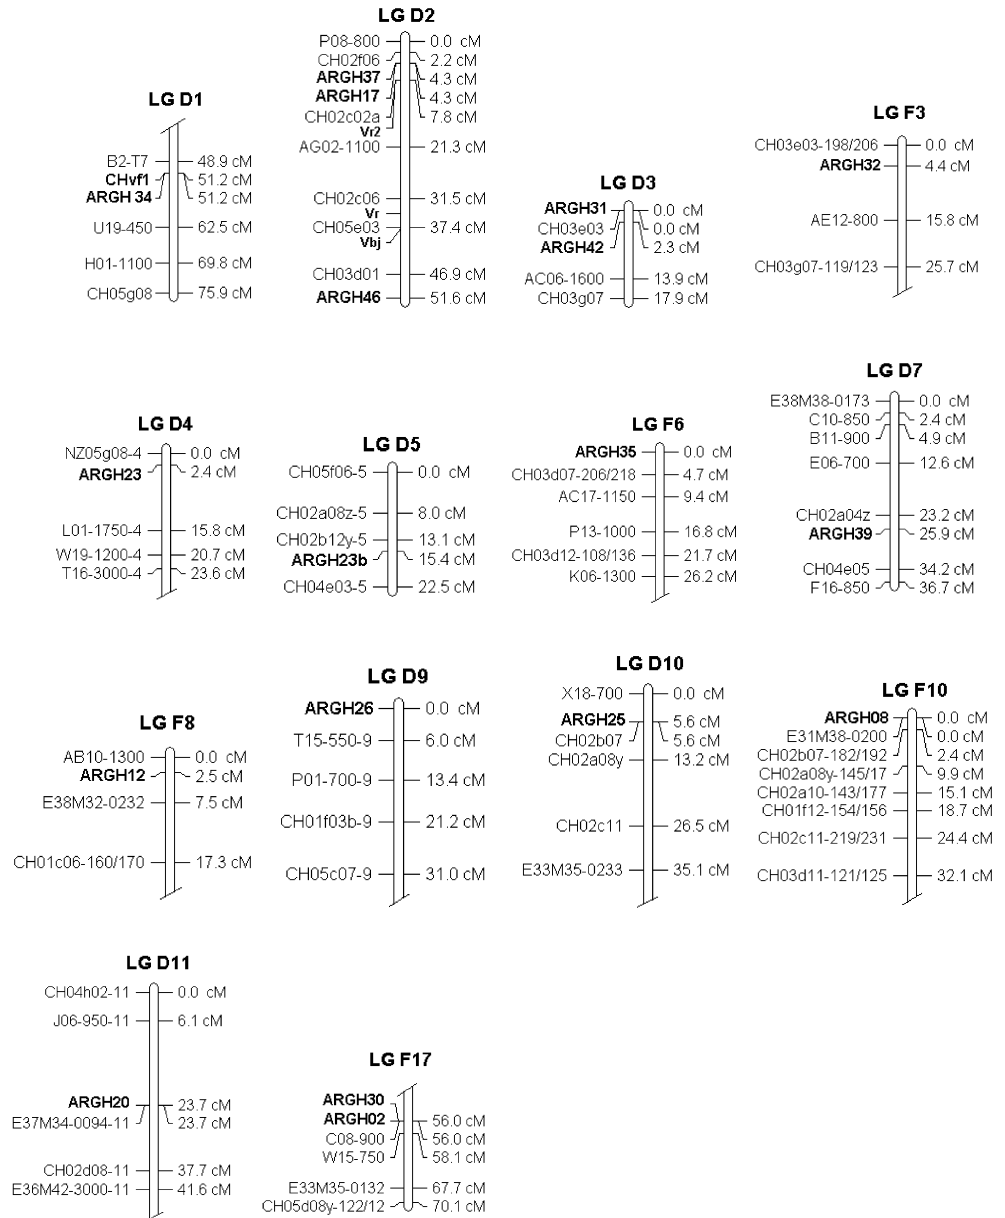 LG D1
B2-T7 48.9 cM
CHvf1 51.2 cM
ARGH 34 51.2 cM
U19-450 62.5 cM
H01-1100 69.8 cM
CH05g08 75.9 cM
LG D2
P08-800 0.0 cM
CH02f06 2.2 cM
ARGH37 4.3 cM
ARGH17 4.3 cM
CH02c02a 7.8 cM
Vr2
AG02-1100 21.3 cM
CH02c06 31.5 cM
Vr
CH05e03 37.4 cM
Vbj
CH03d01 46.9 cM
ARGH46 51.6 cM
LG D3
ARGH31 0.0 cM
CH03e03 0.0 cM
ARGH42 2.3 cM
AC06-1600 13.9 cM
CH03g07 17.9 cM
LG F3
CH03e03-198/206 0.0 cM
ARGH32 4.4 cM
AE12-800 15.8 cM
CH03g07-119/123 25.7 cM
LG D4
NZ05g08-4 0.0 cM
ARGH23 2.4 cM
L01-1750-4 15.8 cM
W19-1200-4 20.7 cM
T16-3000-4 23.6 cM
LG D5
CH05f06-5 0.0 cM
CH02a08z-5 8.0 cM
CH02b12y-5 13.1 cM
ARGH23b 15.4 cM
CH04e03-5 22.5 cM
LG F6
ARGH35 0.0 cM
CH03d07-206/218 4.7 cM
AC17-1150 9.4 cM
P13-1000 16.8 cM
CH03d12-108/136 21.7 cM
K06-1300 26.2 cM
LG D7
E38M38-0173 0.0 cM
C10-850 2.4 cM
B11-900 4.9 cM
E06-700 12.6 cM
CH02a04z 23.2 cM
ARGH39 25.9 cM
CH04e05 34.2 cM
F16-850 36.7 cM
LG F8
AB10-1300 0.0 cM
ARGH12 2.5 cM
E38M32-0232 7.5 cM
CH01c06-160/170 17.3 cM
LG D9
ARGH26 0.0 cM
T15-550-9 6.0 cM
P01-700-9 13.4 cM
CH01f03b-9 21.2 cM
CH05c07-9 31.0 cM
LG D10
X18-700 0.0 cM
ARGH25 5.6 cM
CH02b07 5.6 cM
CH02a08y 13.2 cM
CH02c11 26.5 cM
E33M35-0233 35.1 cM
LG F10
ARGH08 0.0 cM
E31M38-0200 0.0 cM
CH02b07-182/192 2.4 cM
CH02a08y-145/17 9.9 cM
CH02a10-143/177 15.1 cM
CH01f12-154/156 18.7 cM
CH02c11-219/231 24.4 cM
CH03d11-121/125 32.1 cM
LG D11
CH04h02-11 0.0 cM
J06-950-11 6.1 cM
ARGH20 23.7 cM
E37M34-0094-11 23.7 cM
CH02d08-11 37.7 cM
E36M42-3000-11 41.6 cM
LG F17
ARGH30
ARGH02 56.0 cM
C08-900 56.0 cM
W15-750 58.1 cM
E33M35-0132 67.7 cM
CH05d08y-122/12 70.1 cM